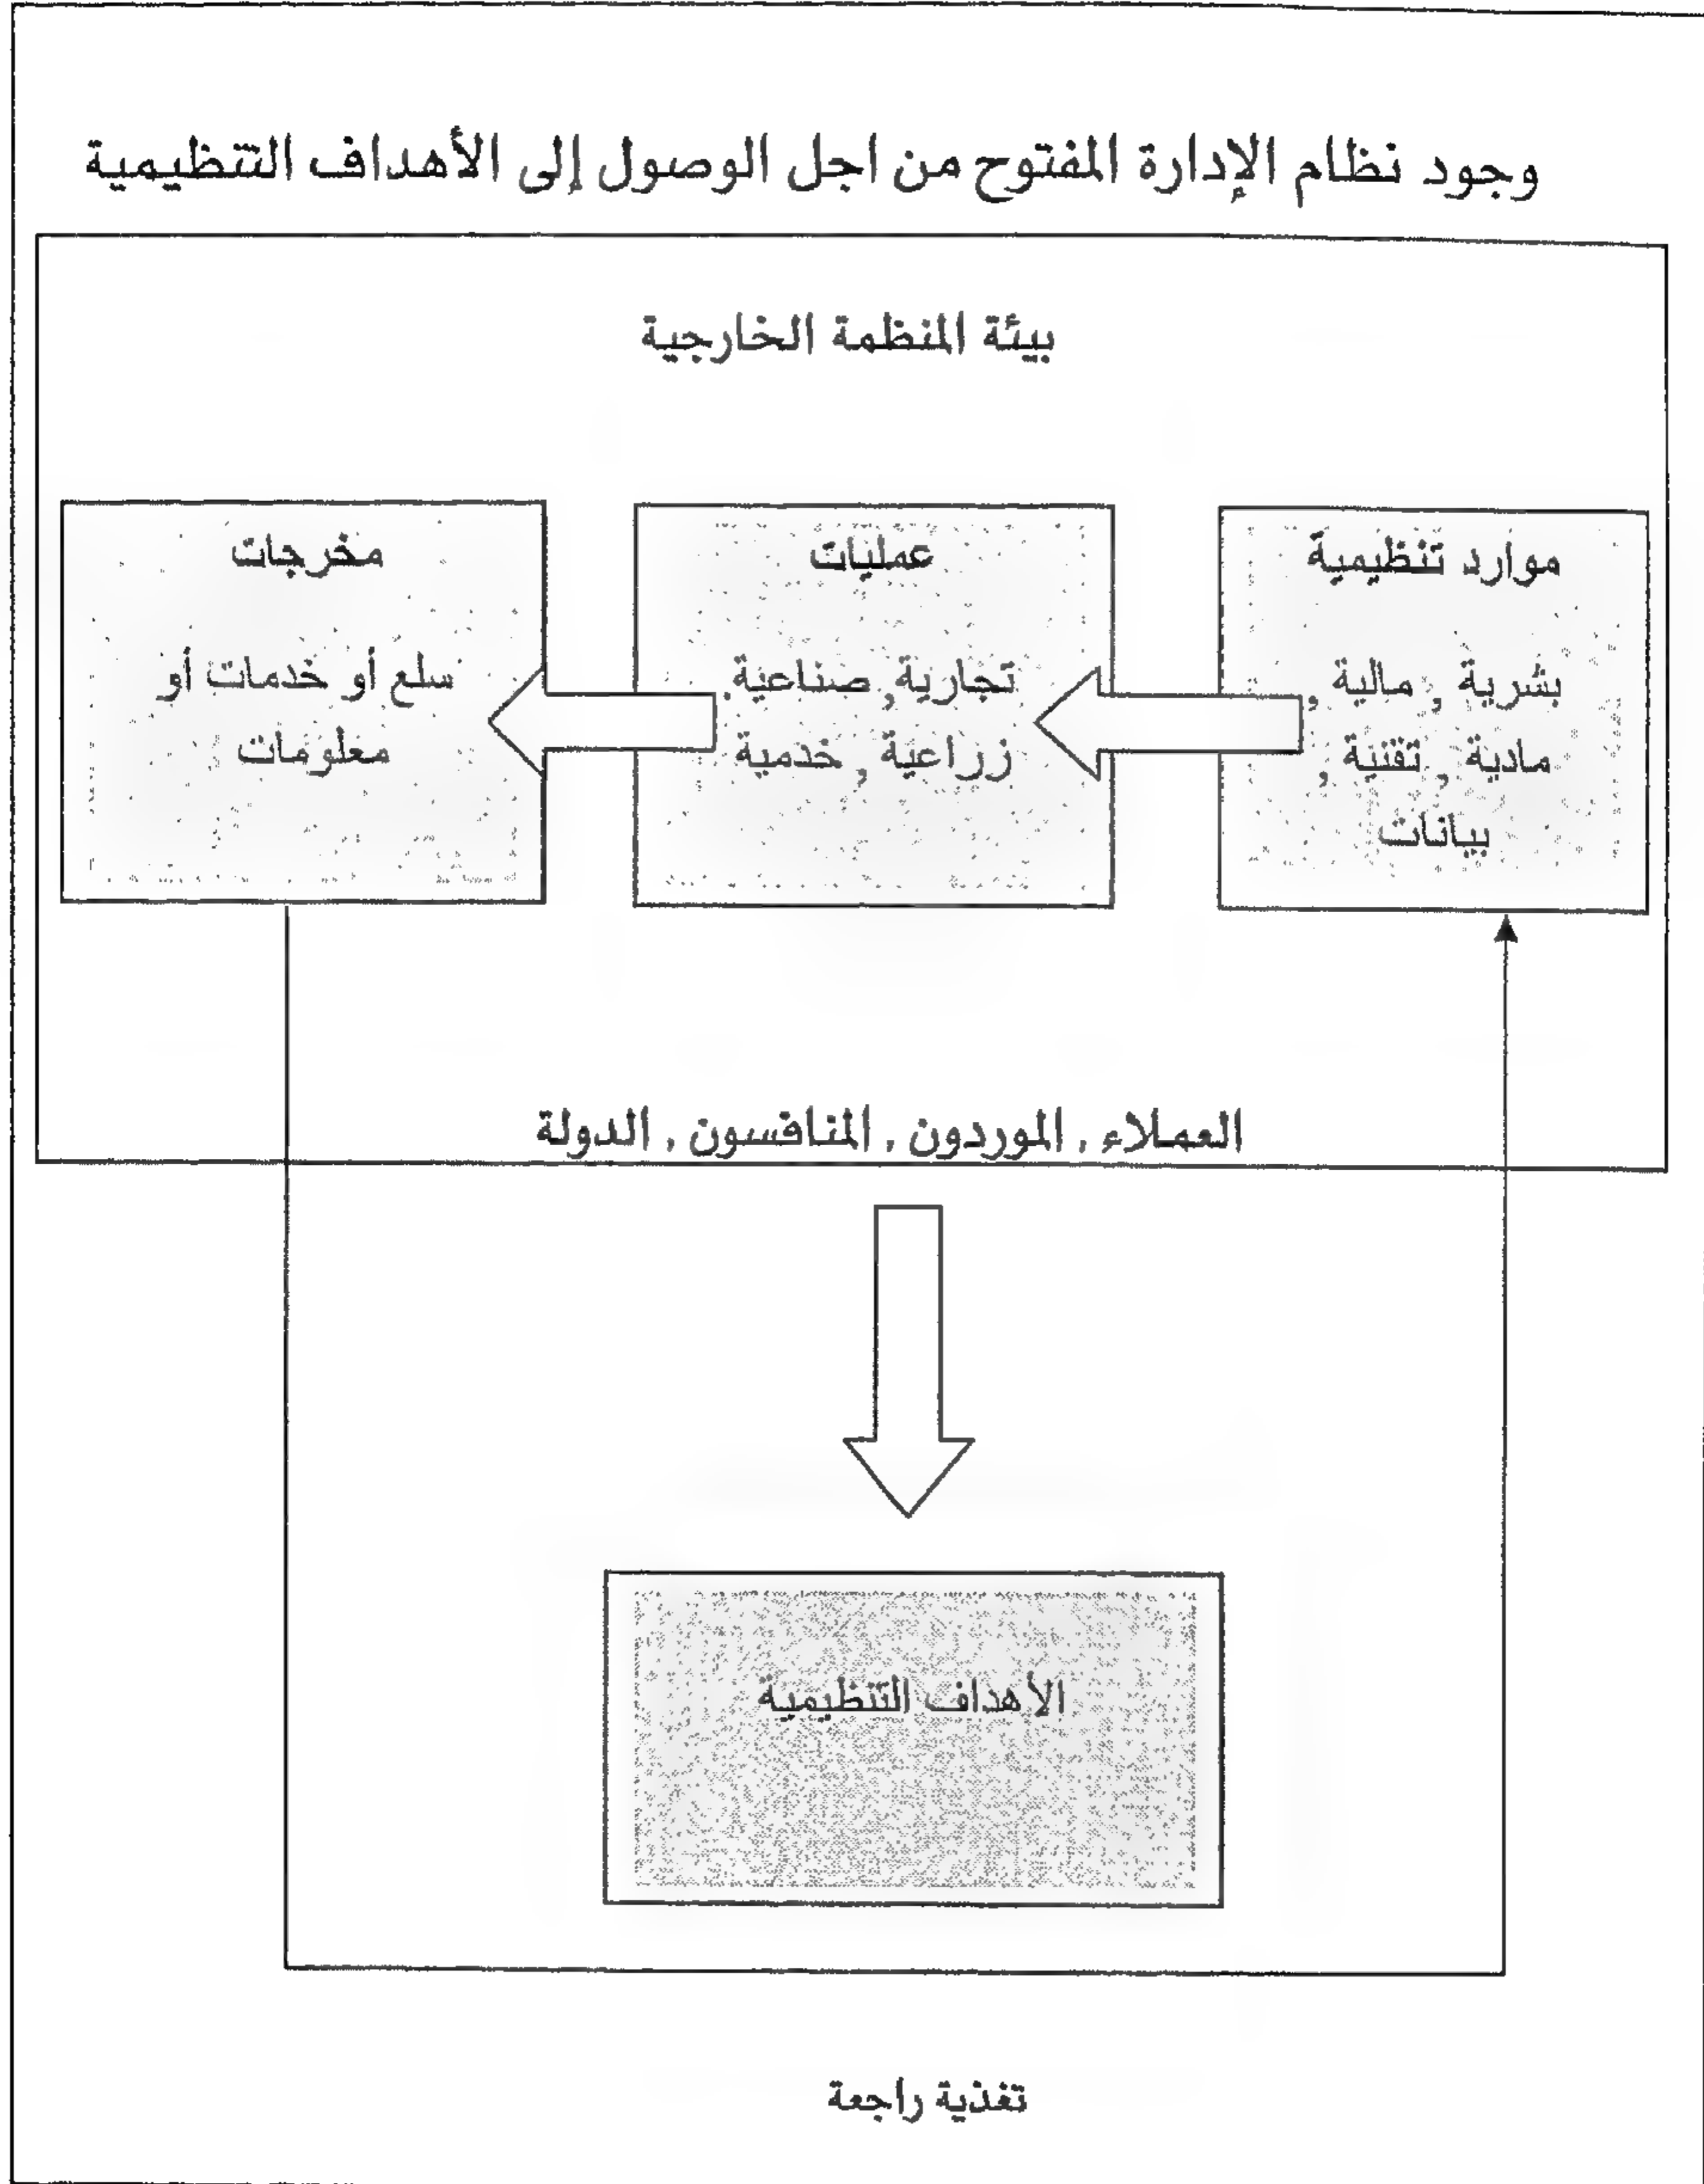 وجود نظام الإدارة المفتوح من اجل الوصول إلى الأهداف التنظيمية
بيئة المنظمة الخارجية
موارد تنظيمية
بشرية , مالية ,
مادية , تقنية ,
بيانات
عمليات
تجارية , صناعية ,
زراعية , خدمية
مخرجات
سلع أو خدمات أو
معلومات
العملاء , الموردون , المنافسون , الدولة
الأهداف التنظيمية
تغذية راجعة